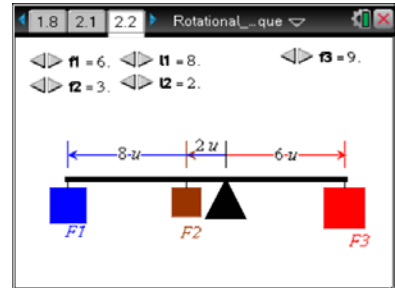 1.8 2.1 2.2 Rotational_...que
f1 = 6. l1 = 8. f3 = 9.
f2 = 3. l2 = 2.
8·u 2 u 6·u
F1 F2 F3